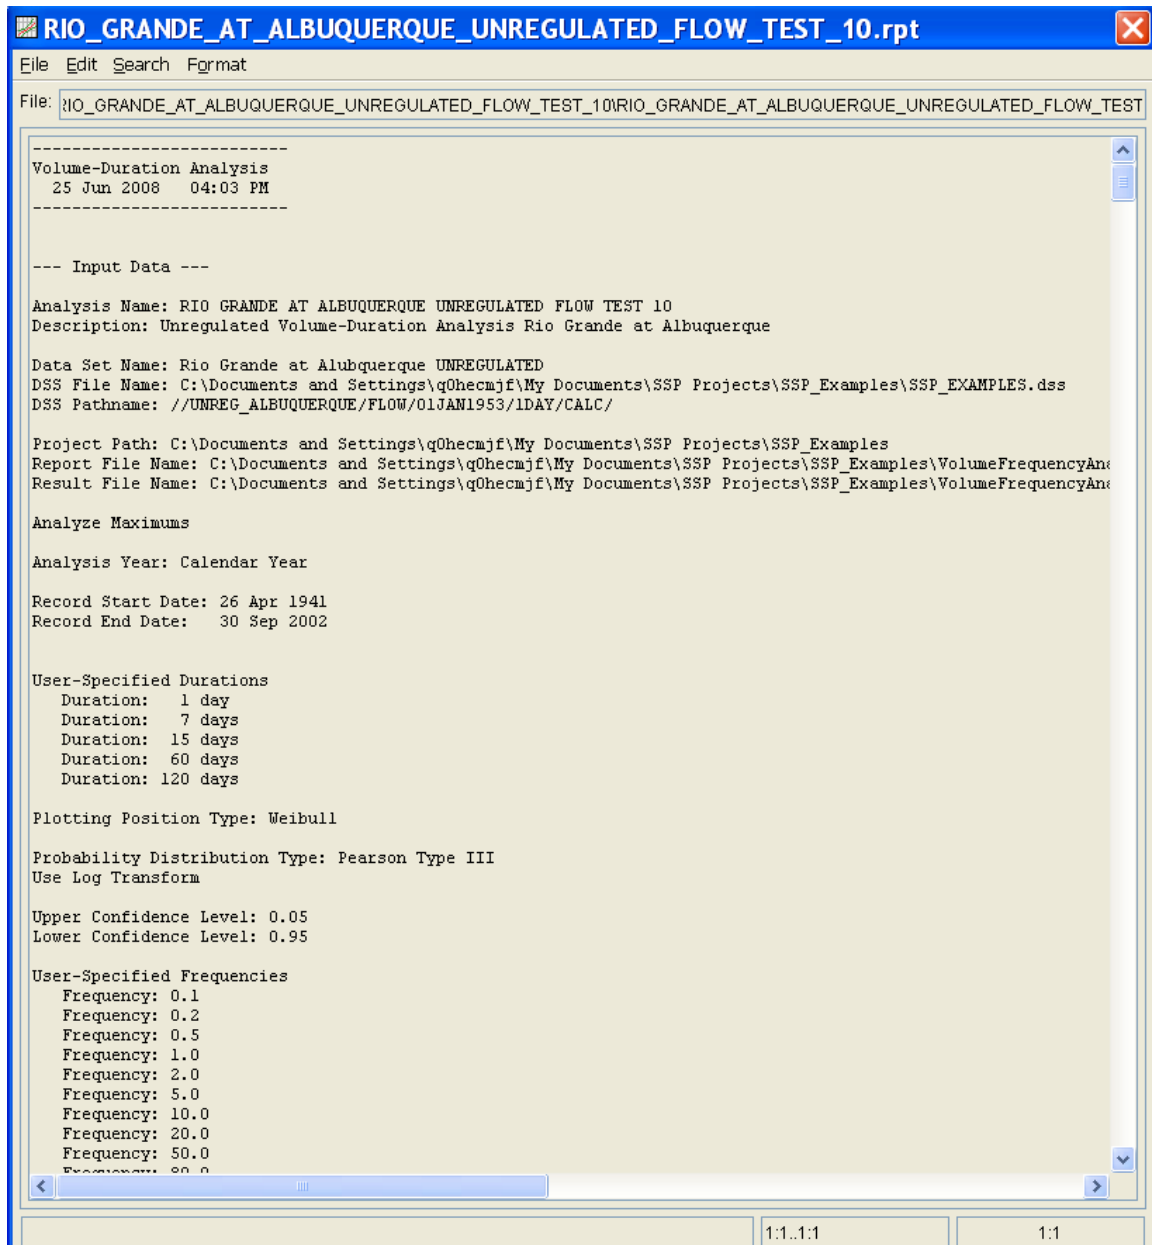 RIO_GRANDE_AT_ALBUQUERQUE_UNREGULATED_FLOW_TEST_10.rpt
File Edit Search Format
File: RIO_GRANDE_AT_ALBUQUERQUE_UNREGULATED_FLOW_TEST_10\RIO_GRANDE_AT_ALBUQUERQUE_UNREGULATED_FLOW_TEST
--------------------------
Volume-Duration Analysis
25 Jun 2008 04:03 PM
--------------------------
--- Input Data ---
Analysis Name: RIO GRANDE AT ALBUQUERQUE UNREGULATED FLOW TEST 10
Description: Unregulated Volume-Duration Analysis Rio Grande at Albuquerque
Data Set Name: Rio Grande at Alubquerque UNREGULATED
DSS File Name: C:\Documents and Settings\q0hecmjf\My Documents\SSP Projects\SSP_Examples\SSP_EXAMPLES.dss
DSS Pathname: //UNREG_ALBUQUERQUE/FLOW/01JAN1953/1DAY/CALC/
Project Path: C:\Documents and Settings\q0hecmjf\My Documents\SSP Projects\SSP_Examples
Report File Name: C:\Documents and Settings\q0hecmjf\My Documents\SSP Projects\SSP_Examples\VolumeFrequencyAna
Result File Name: C:\Documents and Settings\q0hecmjf\My Documents\SSP Projects\SSP_Examples\VolumeFrequencyAna
Analyze Maximums
Analysis Year: Calendar Year
Record Start Date: 26 Apr 1941
Record End Date: 30 Sep 2002
User-Specified Durations
Duration: 1 day
Duration: 7 days
Duration: 15 days
Duration: 60 days
Duration: 120 days
Plotting Position Type: Weibull
Probability Distribution Type: Pearson Type III
Use Log Transform
Upper Confidence Level: 0.05
Lower Confidence Level: 0.95
User-Specified Frequencies
Frequency: 0.1
Frequency: 0.2
Frequency: 0.5
Frequency: 1.0
Frequency: 2.0
Frequency: 5.0
Frequency: 10.0
Frequency: 20.0
Frequency: 50.0
Frequency: 80.0
1:1..1:1
1:1